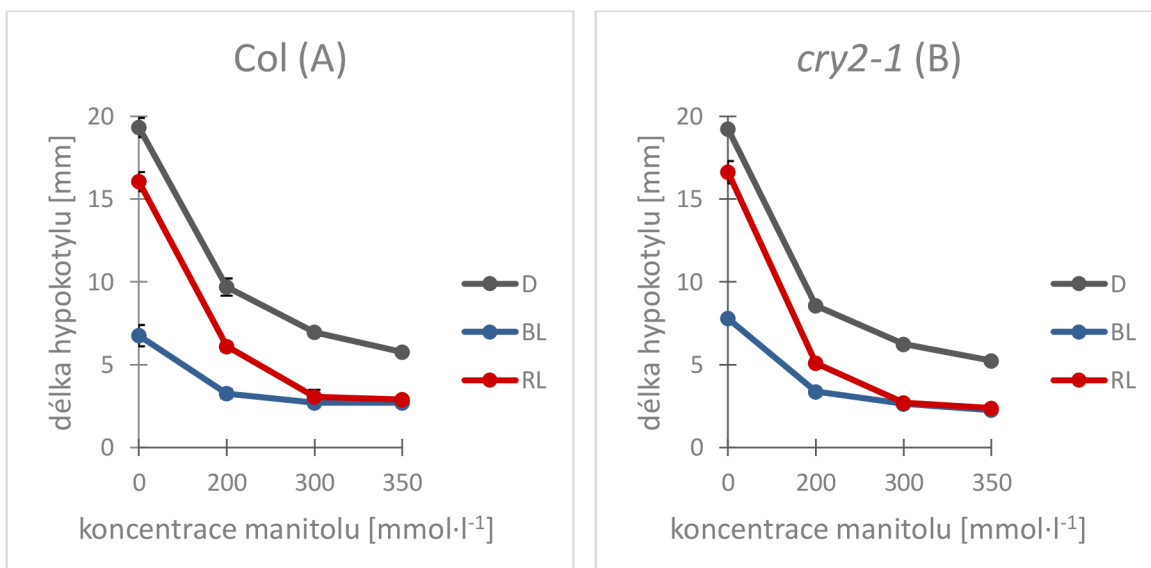 Col (A)
délka hypokotylu [mm]
20
15
10
5
0
0 200 300 350
koncentrace manitolu [mmol·l⁻¹]
D
BL
RL
cry2-1 (B)
délka hypokotylu [mm]
20
15
10
5
0
0 200 300 350
koncentrace manitolu [mmol·l⁻¹]
D
BL
RL